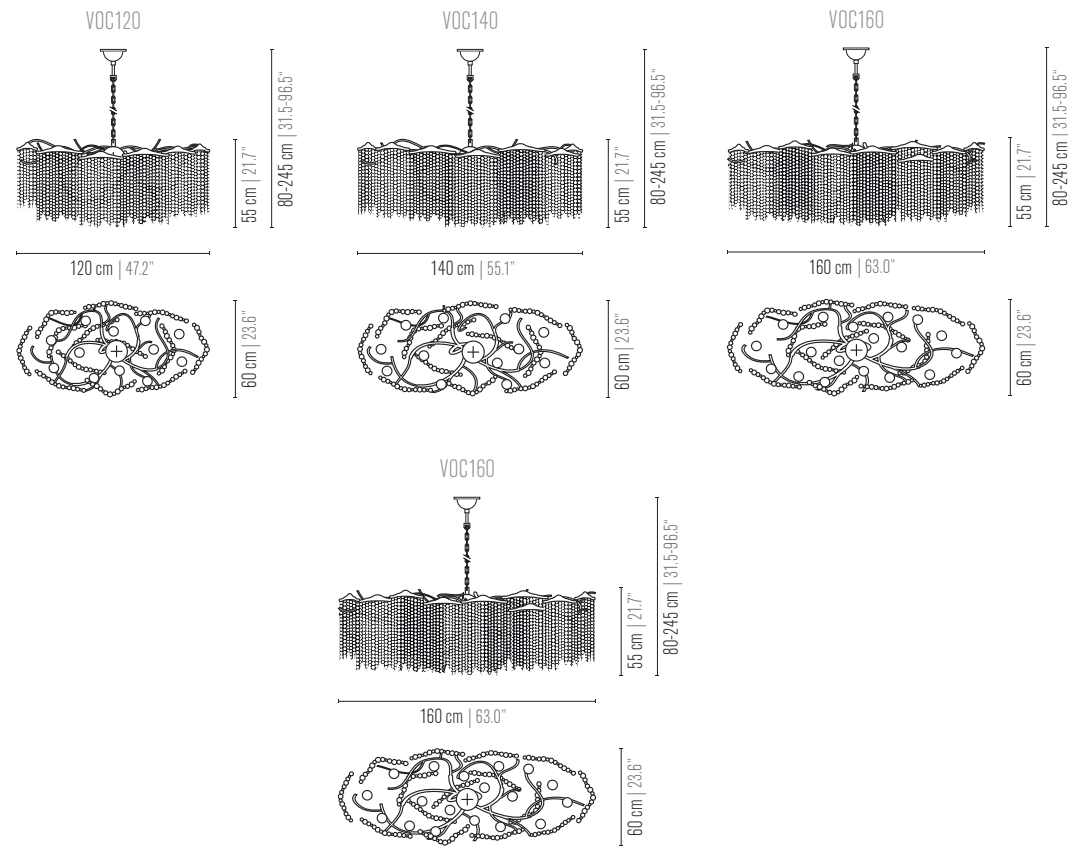 VOC120
55 cm | 21.7”
80-245 cm | 31.5-96.5“
120 cm | 47.2”
60 cm | 23.6”
VOC140
55 cm | 21.7”
80-245 cm | 31.5-96.5“
140 cm | 55.1”
60 cm | 23.6”
VOC160
55 cm | 21.7”
80-245 cm | 31.5-96.5“
160 cm | 63.0”
60 cm | 23.6”
VOC160
55 cm | 21.7”
80-245 cm | 31.5-96.5“
160 cm | 63.0”
60 cm | 23.6”